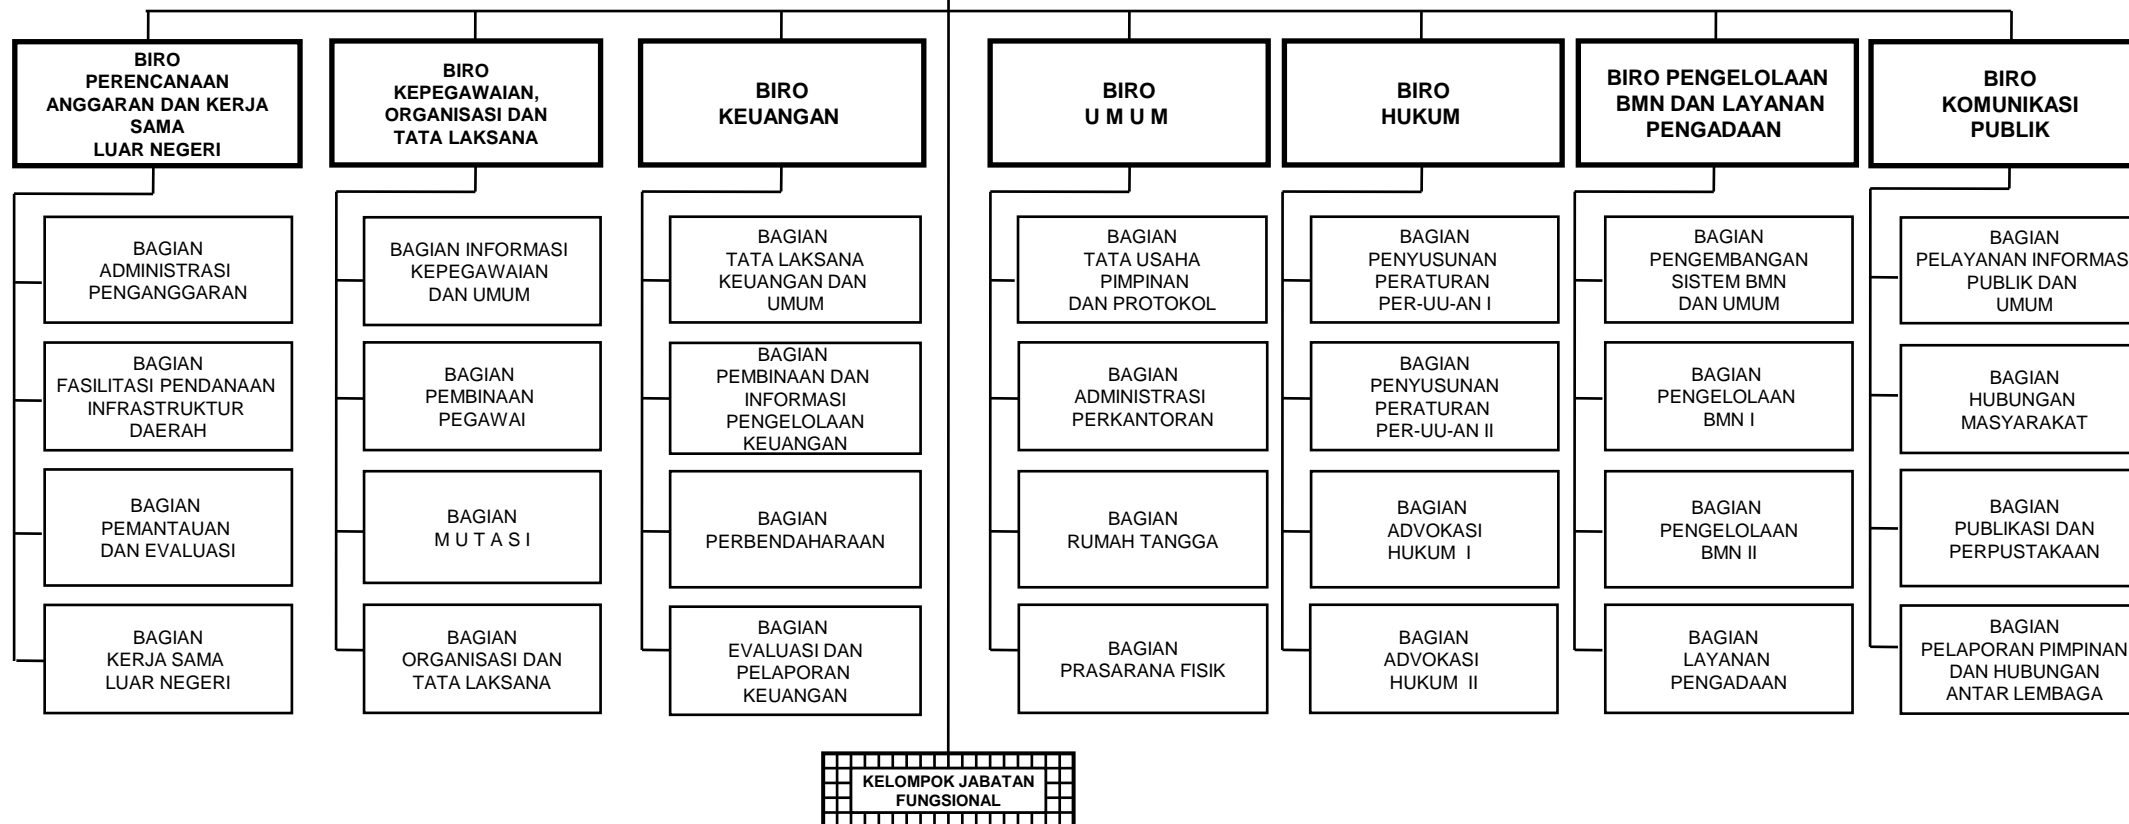 BIRO
PERENCANAAN
ANGGARAN DAN KERJA
SAMA
LUAR NEGERI
BAGIAN
ADMINISTRASI
PENGANGGARAN
BAGIAN
FASILITASI PENDANAAN
INFRASTRUKTUR
DAERAH
BAGIAN
PEMANTAUAN
DAN EVALUASI
BAGIAN
KERJA SAMA
LUAR NEGERI
BIRO
KEPEGAWAIAN,
ORGANISASI DAN
TATA LAKSANA
BAGIAN INFORMASI
KEPEGAWAIAN
DAN UMUM
BAGIAN
PEMBINAAN
PEGAWAI
BAGIAN
M U T A S I
BAGIAN
ORGANISASI DAN
TATA LAKSANA
BIRO
KEUANGAN
BAGIAN
TATA LAKSANA
KEUANGAN DAN
UMUM
BAGIAN
PEMBINAAN DAN
INFORMASI
PENGELOLAAN
KEUANGAN
BAGIAN
PERBENDAHARAAN
BAGIAN
EVALUASI DAN
PELAPORAN
KEUANGAN
BIRO
U M U M
BAGIAN
TATA USAHA
PIMPINAN
DAN PROTOKOL
BAGIAN
ADMINISTRASI
PERKANTORAN
BAGIAN
RUMAH TANGGA
BAGIAN
PRASARANA FISIK
BIRO
HUKUM
BAGIAN
PENYUSUNAN
PERATURAN
PER-UU-AN I
BAGIAN
PENYUSUNAN
PERATURAN
PER-UU-AN II
BAGIAN
ADVOKASI
HUKUM I
BAGIAN
ADVOKASI
HUKUM II
BIRO PENGELOLAAN
BMN DAN LAYANAN
PENGADAAN
BAGIAN
PENGEMBANGAN
SISTEM BMN
DAN UMUM
BAGIAN
PENGELOLAAN
BMN I
BAGIAN
PENGELOLAAN
BMN II
BAGIAN
LAYANAN
PENGADAAN
BIRO
KOMUNIKASI
PUBLIK
BAGIAN
PELAYANAN INFORMASI
PUBLIK DAN
UMUM
BAGIAN
HUBUNGAN
MASYARAKAT
BAGIAN
PUBLIKASI DAN
PERPUSTAKAAN
BAGIAN
PELAPORAN PIMPINAN
DAN HUBUNGAN
ANTAR LEMBAGA
KELOMPOK JABATAN
FUNGSIONAL